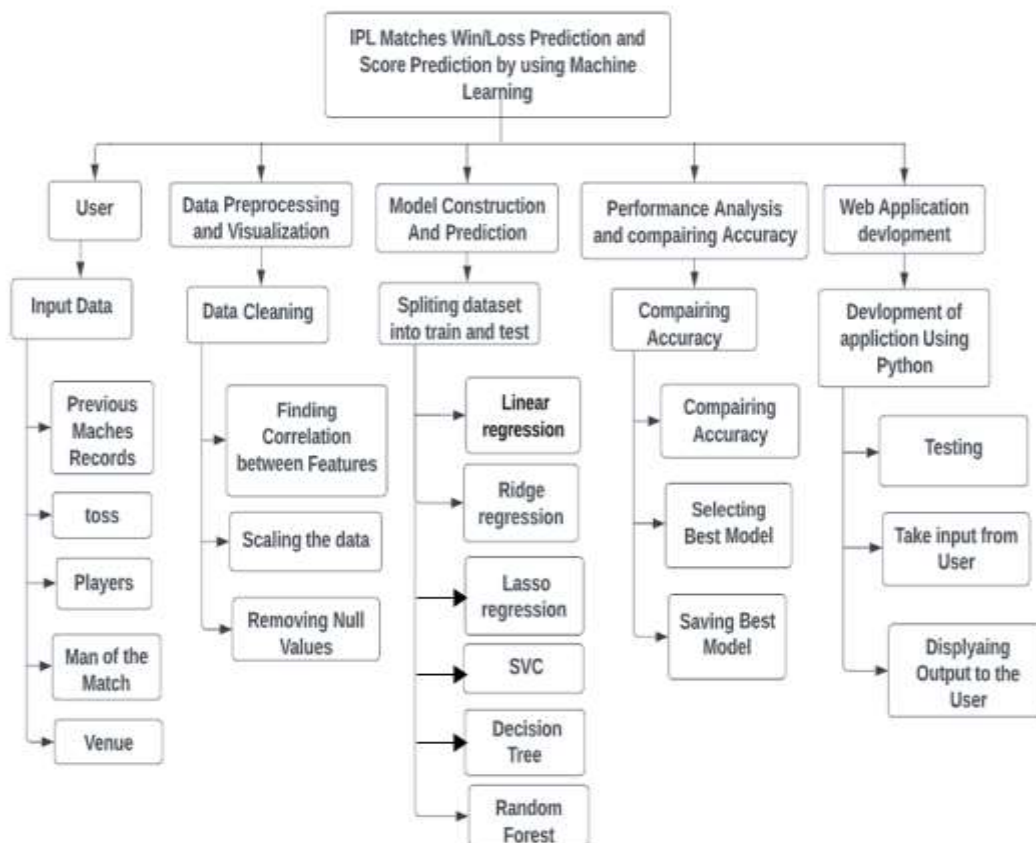 IPL Matches Win/Loss Prediction and
Score Prediction by using Machine
Learning
User
Data Preprocessing
and Visualization
Model Construction
And Prediction
Performance Analysis
and compairing Accuracy
Web Application
devlopment
Input Data
Data Cleaning
Spliting dataset
into train and test
Compairing
Accuracy
Devlopment of
appliction Using
Python
Previous
Maches
Records
toss
Players
Man of the
Match
Venue
Finding
Correlation
between Features
Scaling the data
Removing Null
Values
Linear
regression
Ridge
regression
Lasso
regression
SVC
Decision
Tree
Random
Forest
Compairing
Accuracy
Selecting
Best Model
Saving Best
Model
Testing
Take input from
User
Displyaing
Output to the
User